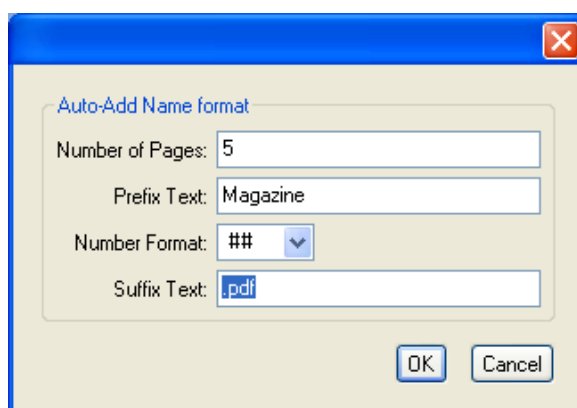 Auto-Add Name format
Number of Pages: 5
Prefix Text: Magazine
Number Format: ##
Suffix Text: .pdf
OK Cancel